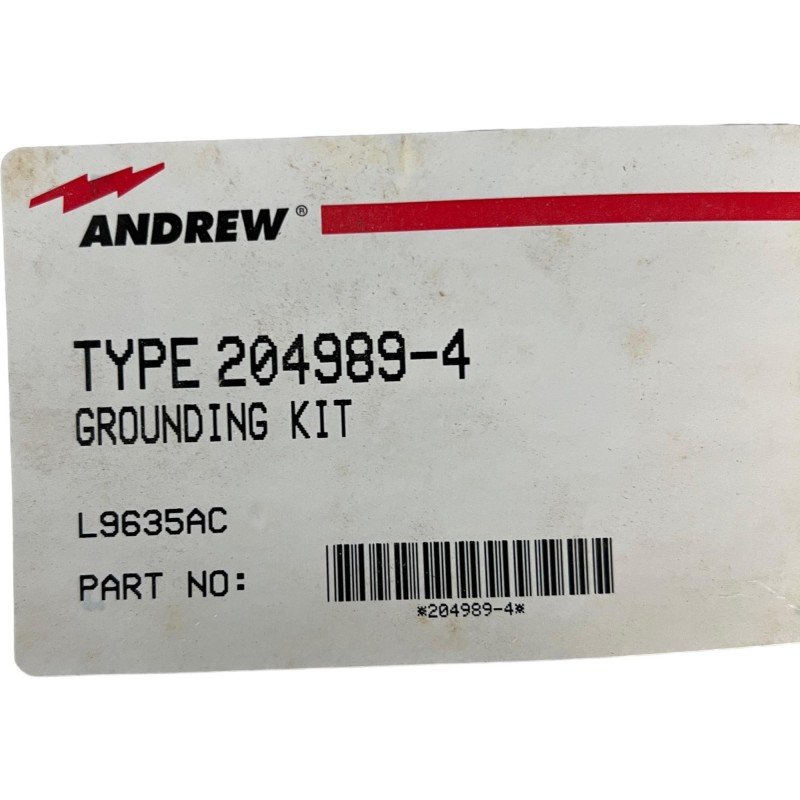 ANDREW®
TYPE 204989-4
GROUNDING KIT
L9635AC
PART NO:
*204989-4*